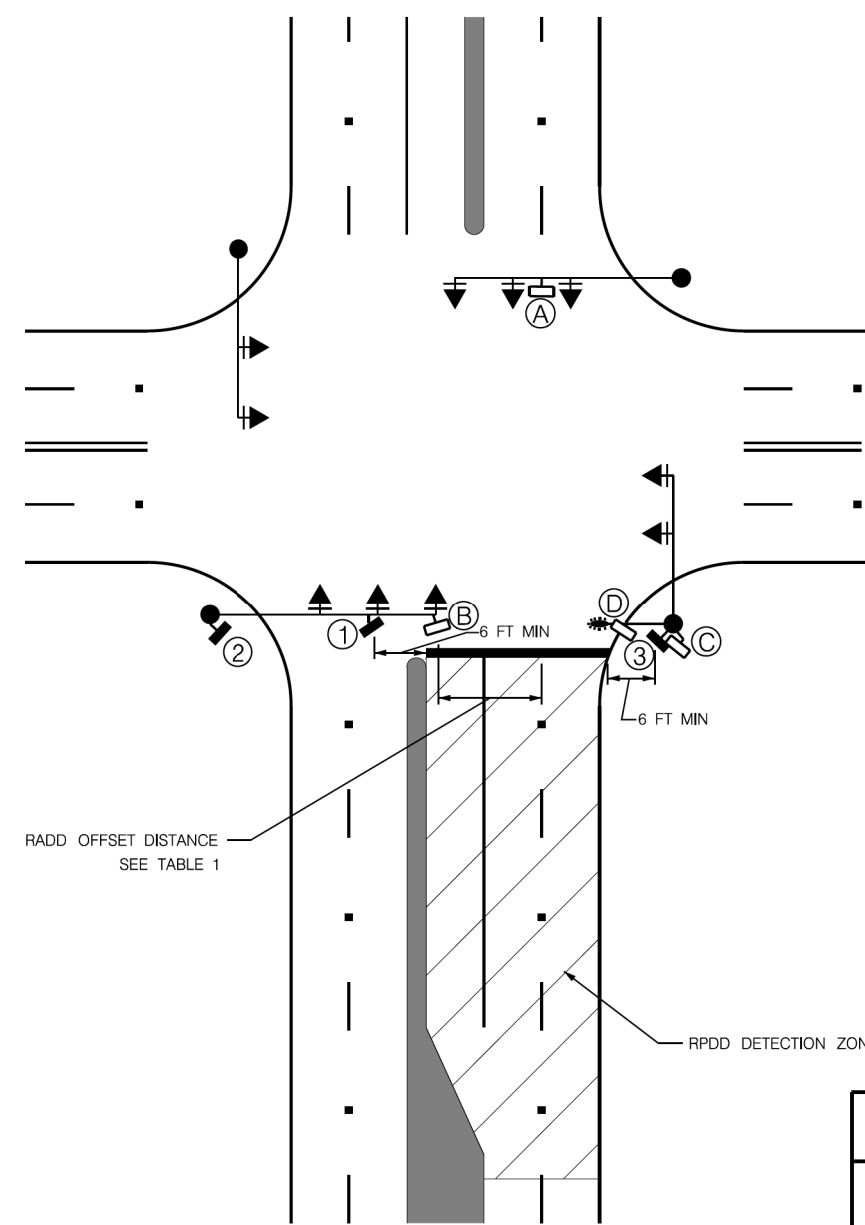 A
D
B
6 FT MIN
1
2
3
C
6 FT MIN
RADD OFFSET DISTANCE
SEE TABLE 1
RPDD DETECTION ZON